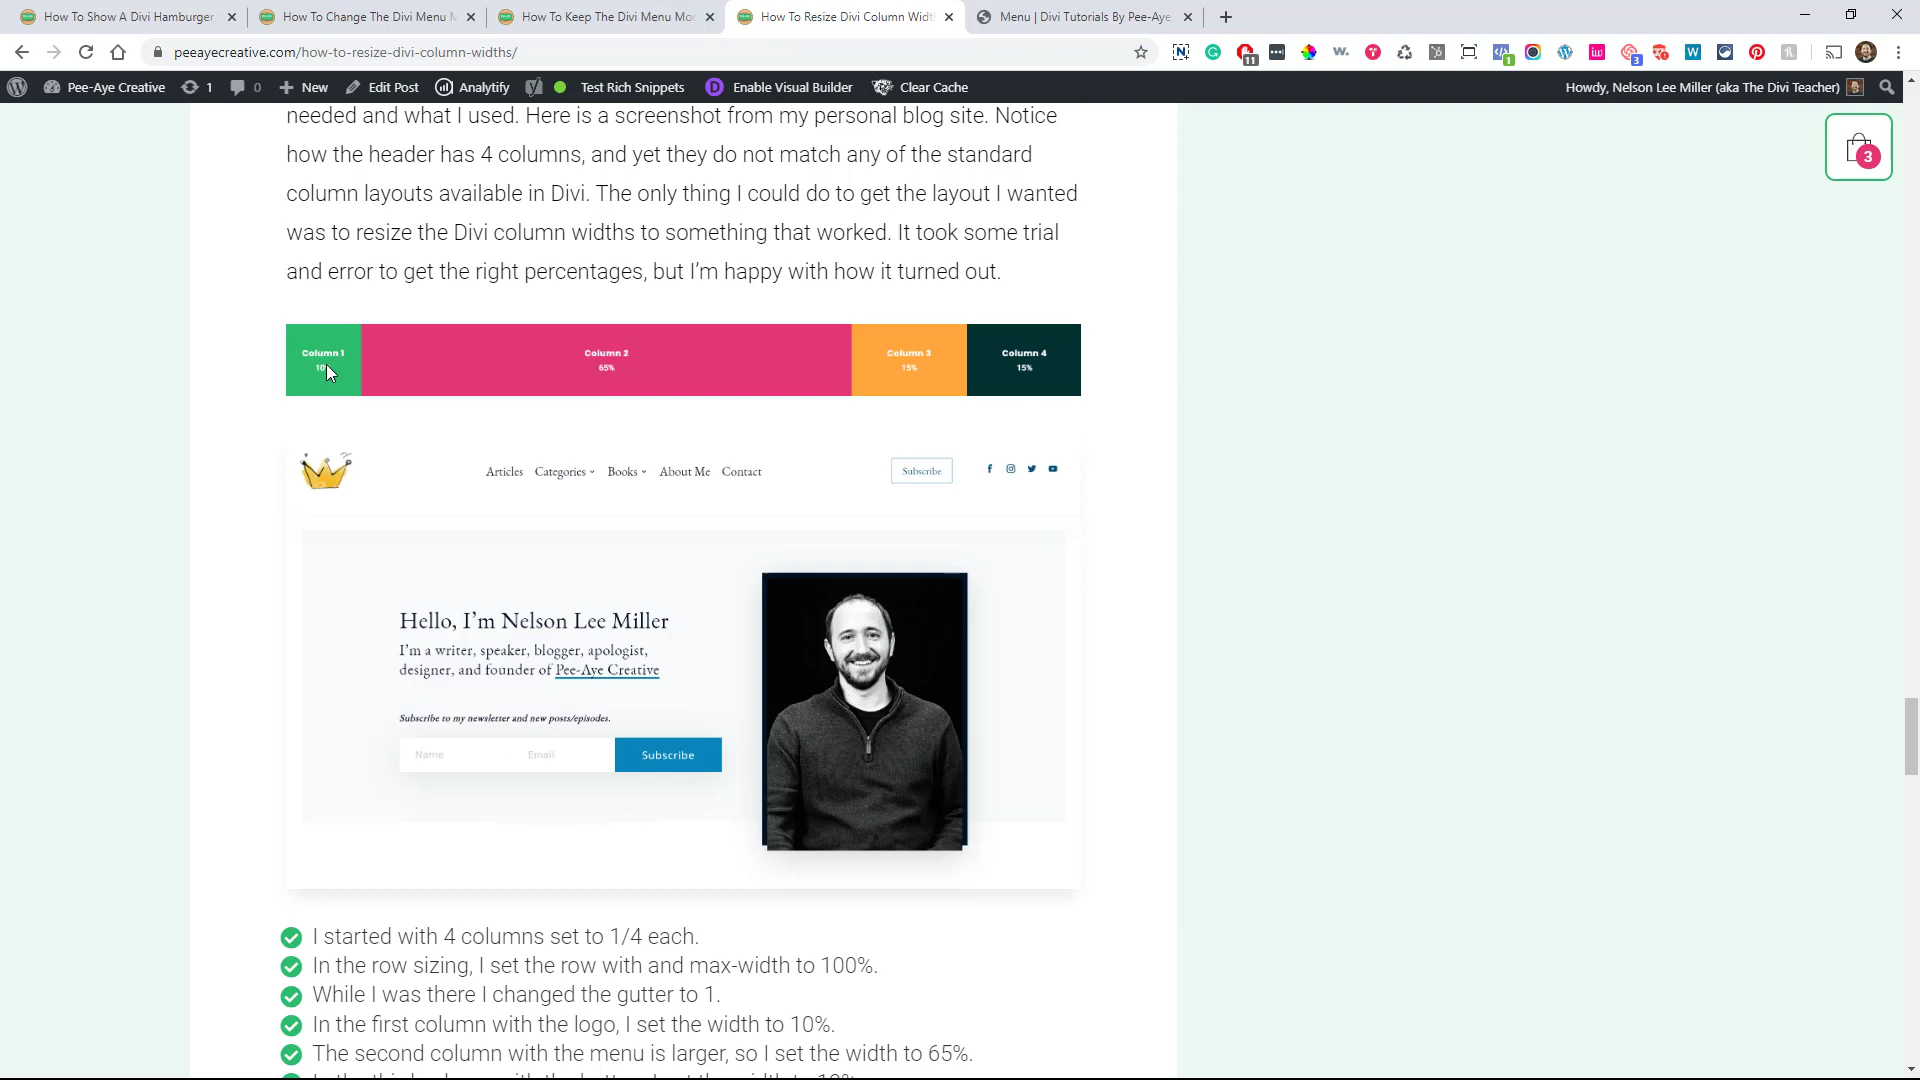 How To Show A Divi Hamburger
How To Change The Divi Menu
How To Keep The Divi Menu Mo
How To Resize Divi Column Widt
Menu | Divi Tutorials By Pee-Aye
peeayecreative.com/how-to-resize-divi-column-widths/
11
1
3
Pee-Aye Creative
1
0
New
Edit Post
Analytify
Test Rich Snippets
Enable Visual Builder
Clear Cache
Howdy, Nelson Lee Miller (aka The Divi Teacher)
needed and what I used. Here is a screenshot from my personal blog site. Notice
how the header has 4 columns, and yet they do not match any of the standard
column layouts available in Divi. The only thing I could do to get the layout I wanted
was to resize the Divi column widths to something that worked. It took some trial
and error to get the right percentages, but I'm happy with how it turned out.
3
Column 1
Column 2
65%
Column 3
15%
Column 4
15%
Articles Categories Books About Me Contact
Subscribe
Hello, I'm Nelson Lee Miller
I'm a writer, speaker, blogger, apologist,
designer, and founder of Pee-Aye Creative
Subscribe to my newsletter and new posts/episodes.
Name
Email
Subscribe
I started with 4 columns set to 1/4 each.
In the row sizing, I set the row with and max-width to 100%.
While I was there I changed the gutter to 1.
In the first column with the logo, I set the width to 10%.
The second column with the menu is larger, so I set the width to 65%.